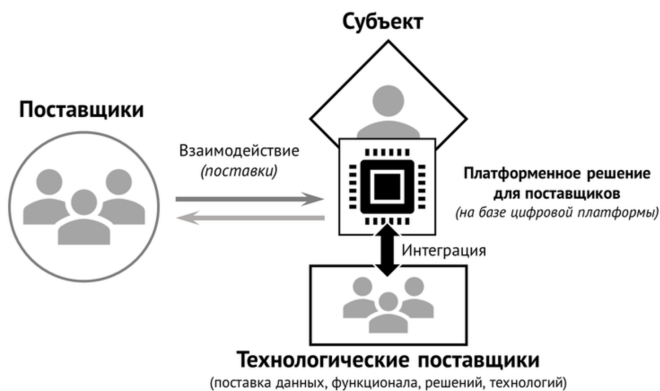 Субъект
Поставщики
Взаимодействие
(поставки)
Платформенное решение
для поставщиков
(на базе цифровой платформы)
Интеграция
Технологические поставщики
(поставка данных, функционала, решений, технологий)